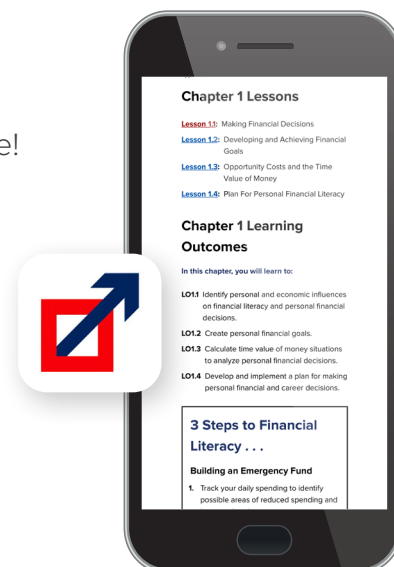 e!
Chapter 1 Lessons
Lesson 1.1: Making Financial Decisions
Lesson 1.2: Developing and Achieving Financial
Goals
Lesson 1.3: Opportunity Costs and the Time
Value of Money
Lesson 1.4: Plan For Personal Financial Literacy
Chapter 1 Learning
Outcomes
In this chapter, you will learn to:
LO1.1 Identify personal and economic influences
on financial literacy and personal financial
decisions.
LO1.2 Create personal financial goals.
LO1.3 Calculate time value of money situations
to analyze personal financial decisions.
LO1.4 Develop and implement a plan for making
personal financial and career decisions.
3 Steps to Financial
Literacy . . .
Building an Emergency Fund
1. Track your daily spending to identify
possible areas of reduced spending and